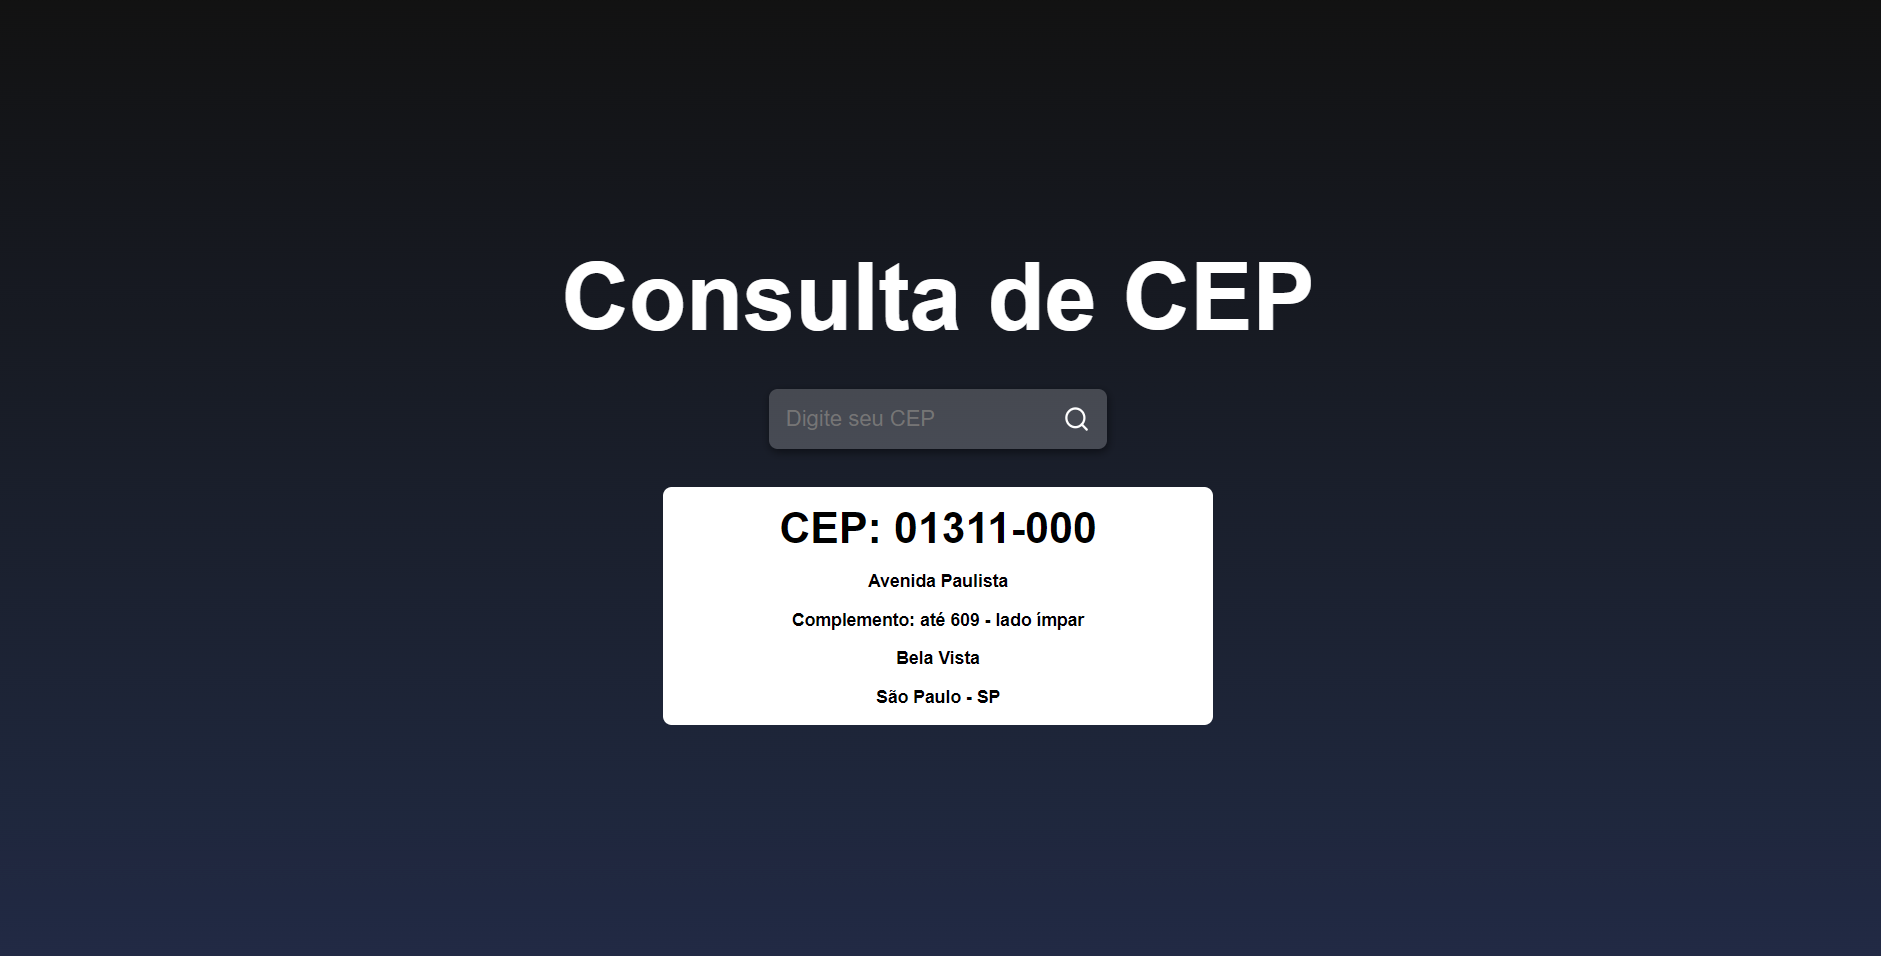 Consulta de CEP
Digite seu CEP
CEP: 01311-000
Avenida Paulista
Complemento: até 609 - lado ímpar
Bela Vista
São Paulo - SP